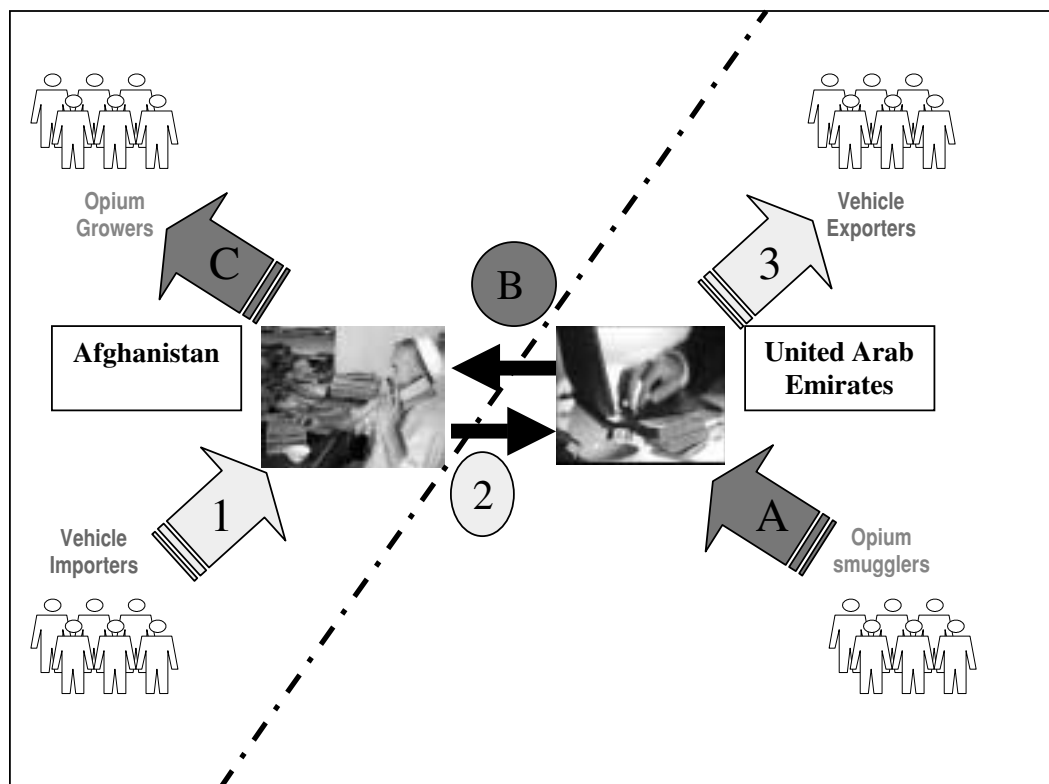 Opium
Growers
C
Afghanistan
1
Vehicle
Importers
B
2
Vehicle
Exporters
3
United Arab
Emirates
A
Opium
smugglers